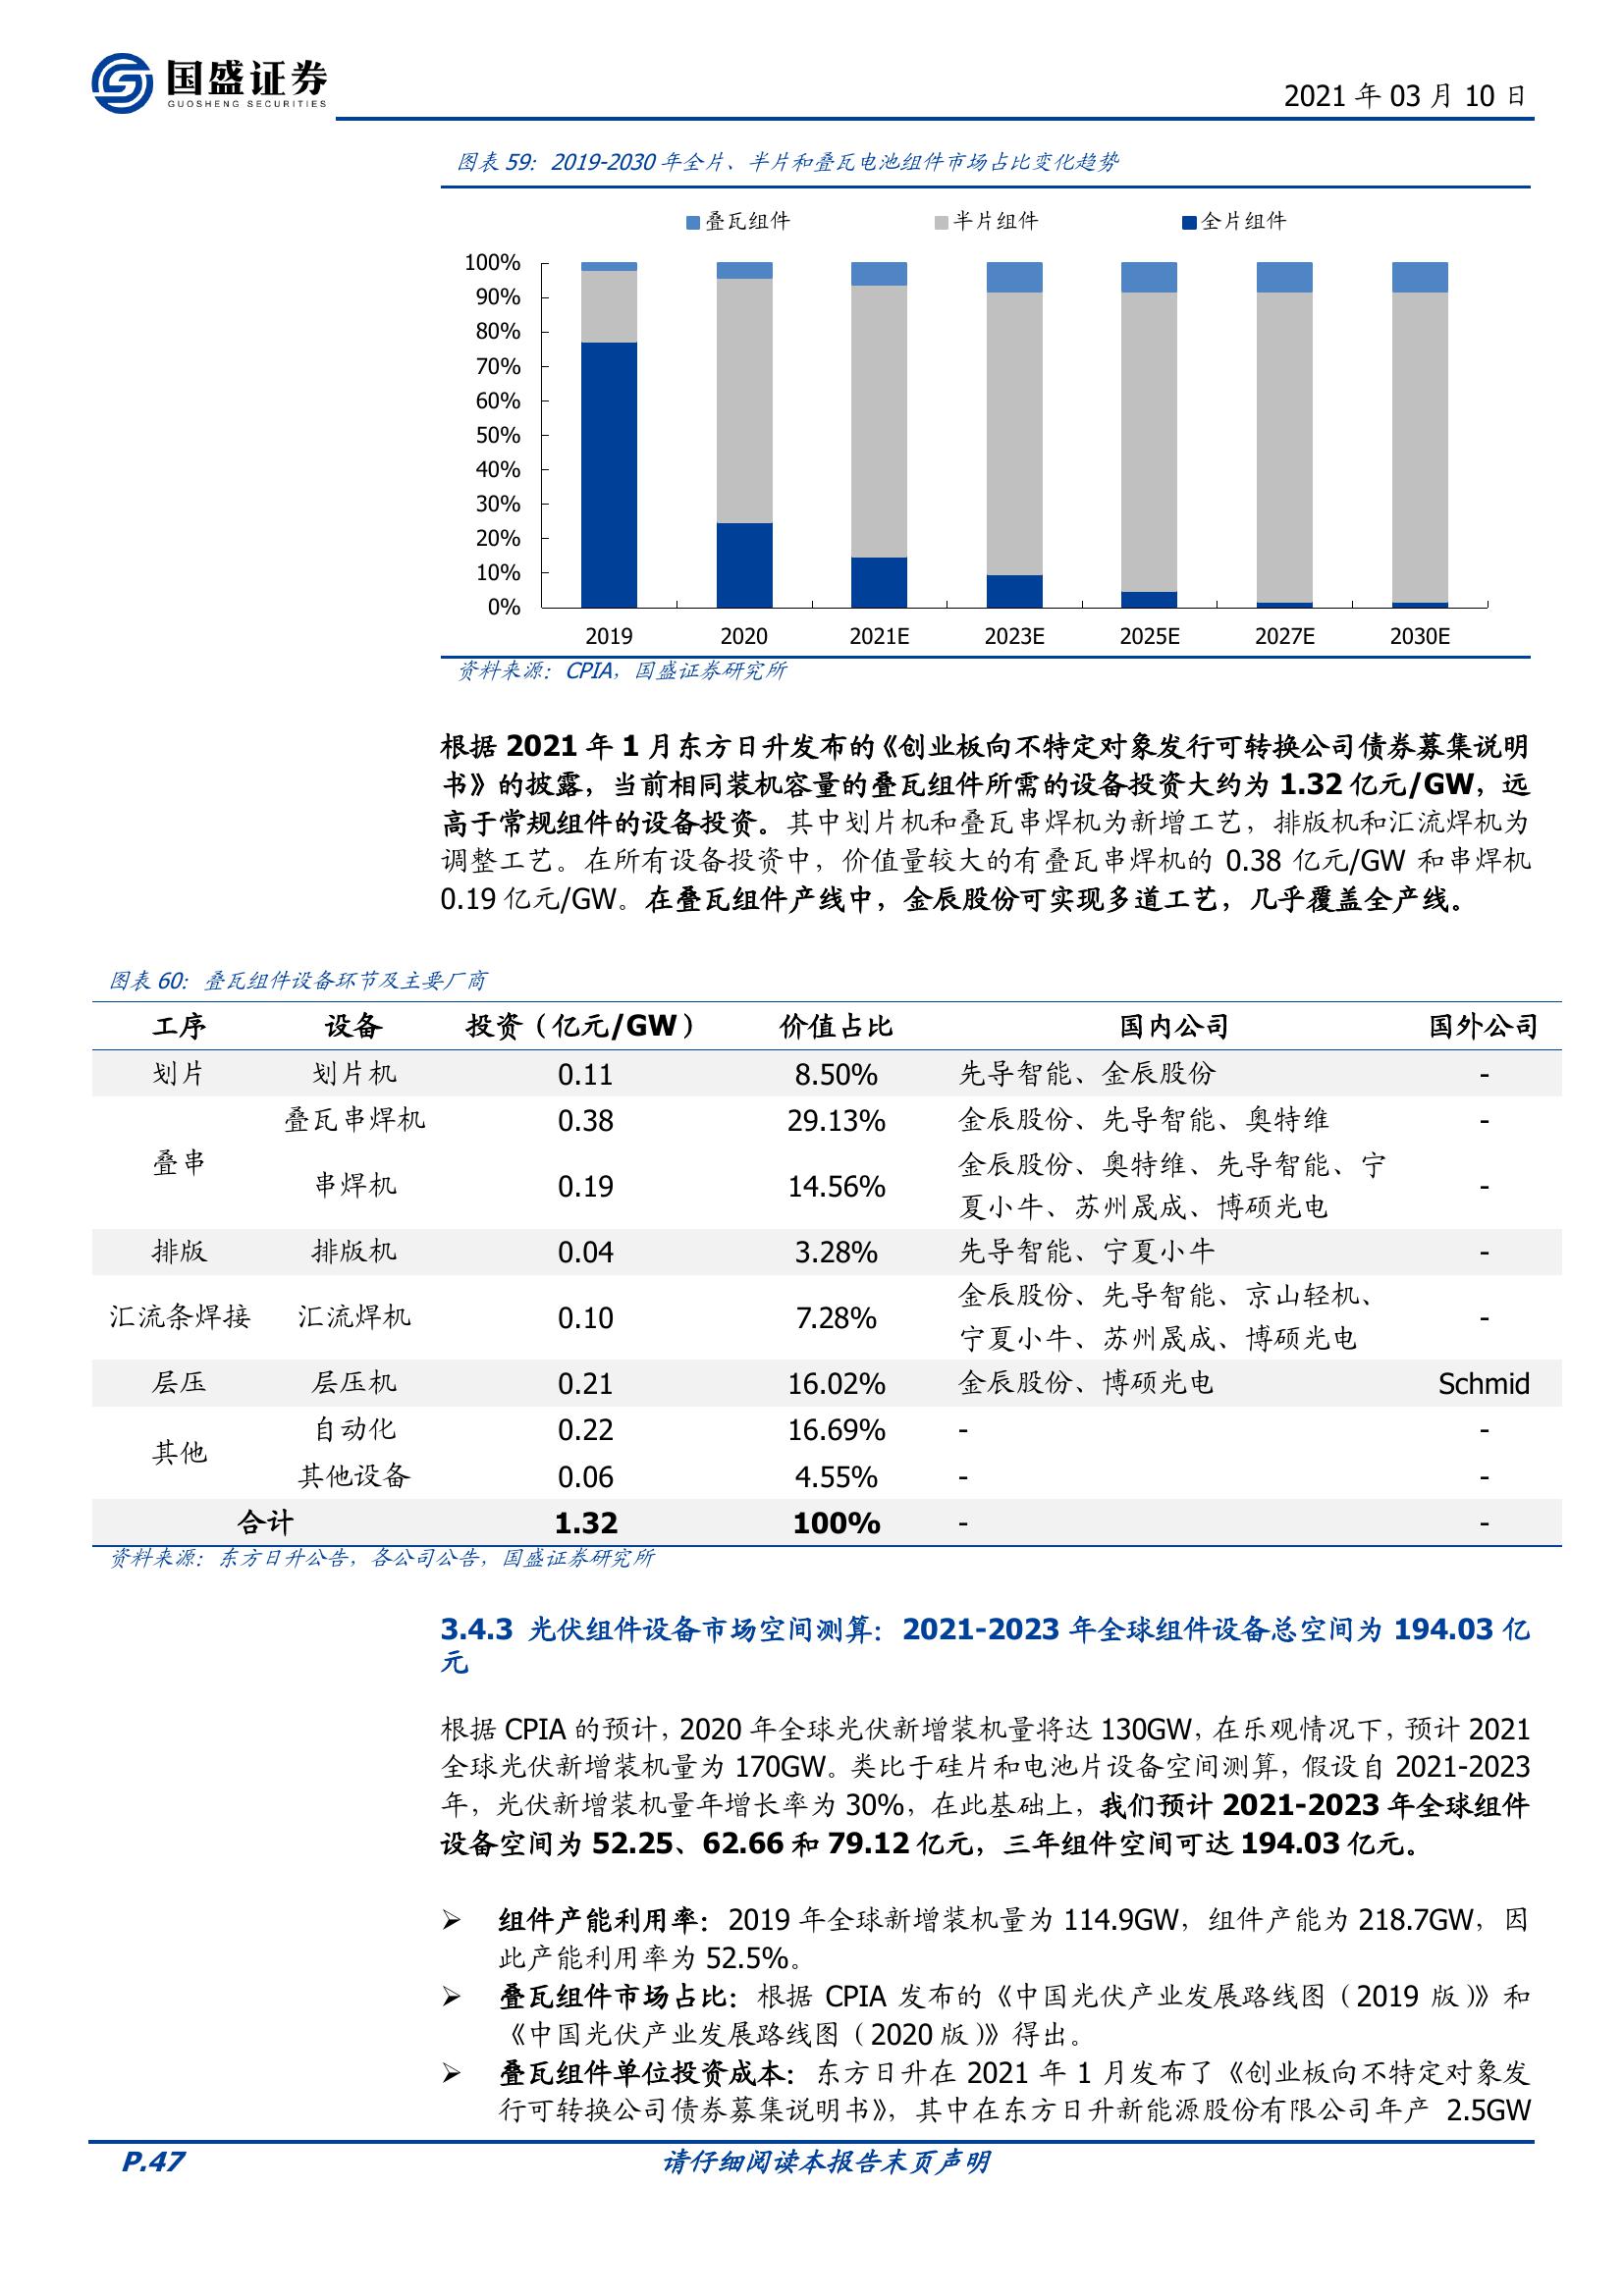 国盛证券
GUOSHENG SECURITIES
2021 年 03 月 10 日
图表 59：2019-2030 年全片、半片和叠瓦电池组件市场占比变化趋势
叠瓦组件 半片组件 全片组件
100%
90%
80%
70%
60%
50%
40%
30%
20%
10%
0%
2019 2020 2021E 2023E 2025E 2027E 2030E
资料来源：CPIA，国盛证券研究所
根据 2021 年 1 月东方日升发布的《创业板向不特定对象发行可转换公司债券募集说明
书》的披露，当前相同装机容量的叠瓦组件所需的设备投资大约为 1.32 亿元/GW，远
高于常规组件的设备投资。其中划片机和叠瓦串焊机为新增工艺，排版机和汇流焊机为
调整工艺。在所有设备投资中，价值量较大的有叠瓦串焊机的 0.38 亿元/GW 和串焊机
0.19 亿元/GW。在叠瓦组件产线中，金辰股份可实现多道工艺，几乎覆盖全产线。
图表 60：叠瓦组件设备环节及主要厂商
工序 设备 投资（亿元/GW） 价值占比 国内公司 国外公司
划片 划片机 0.11 8.50% 先导智能、金辰股份 -
叠串 叠瓦串焊机 0.38 29.13% 金辰股份、先导智能、奥特维 -
串焊机 0.19 14.56% 金辰股份、奥特维、先导智能、宁
夏小牛、苏州晟成、博硕光电 -
排版 排版机 0.04 3.28% 先导智能、宁夏小牛 -
汇流条焊接 汇流焊机 0.10 7.28% 金辰股份、先导智能、京山轻机、
宁夏小牛、苏州晟成、博硕光电 -
层压 层压机 0.21 16.02% 金辰股份、博硕光电 Schmid
其他 自动化 0.22 16.69% - -
其他设备 0.06 4.55% - -
合计 1.32 100% - -
资料来源：东方日升公告，各公司公告，国盛证券研究所
3.4.3 光伏组件设备市场空间测算：2021-2023 年全球组件设备总空间为 194.03 亿
元
根据 CPIA 的预计，2020 年全球光伏新增装机量将达 130GW，在乐观情况下，预计 2021
全球光伏新增装机量为 170GW。类比于硅片和电池片设备空间测算，假设自 2021-2023
年，光伏新增装机量年增长率为 30%，在此基础上，我们预计 2021-2023 年全球组件
设备空间为 52.25、62.66 和 79.12 亿元，三年组件空间可达 194.03 亿元。
➢ 组件产能利用率：2019 年全球新增装机量为 114.9GW，组件产能为 218.7GW，因
此产能利用率为 52.5%。
➢ 叠瓦组件市场占比：根据 CPIA 发布的《中国光伏产业发展路线图（2019 版）》和
《中国光伏产业发展路线图（2020 版）》得出。
➢ 叠瓦组件单位投资成本：东方日升在 2021 年 1 月发布了《创业板向不特定对象发
行可转换公司债券募集说明书》，其中在东方日升新能源股份有限公司年产 2.5GW
P.47 请仔细阅读本报告末页声明